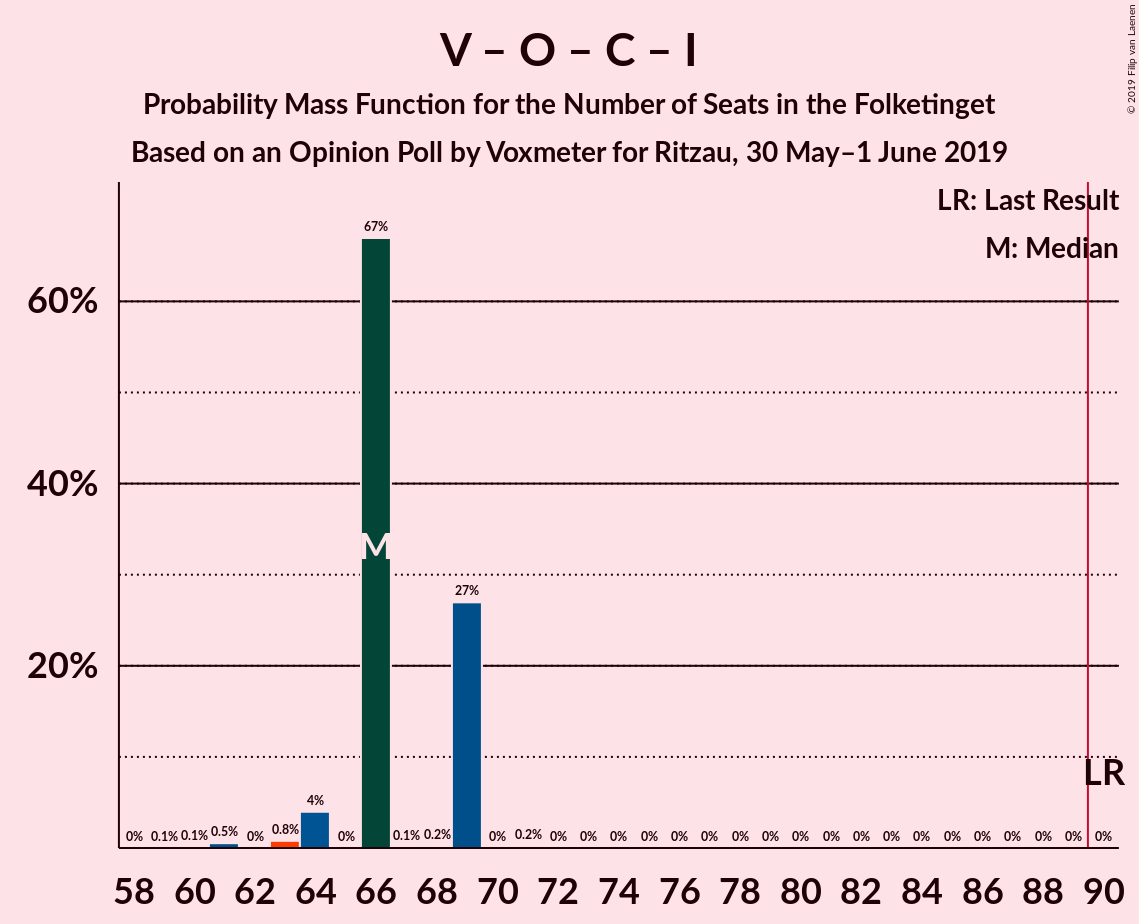 V – O – C – I
Probability Mass Function for the Number of Seats in the Folketinget
Based on an Opinion Poll by Voxmeter for Ritzau, 30 May–1 June 2019
© 2019 Filip van Laenen
LR: Last Result
M: Median
67%
60%
40%
M
27%
20%
LR
4%
0% 0.1% 0.1% 0.5% 0% 0.8% 0% 0.1% 0.2% 0% 0.2% 0% 0% 0% 0% 0% 0% 0% 0% 0% 0% 0% 0% 0% 0% 0% 0% 0% 0% 0%
58 60 62 64 66 68 70 72 74 76 78 80 82 84 86 88 90